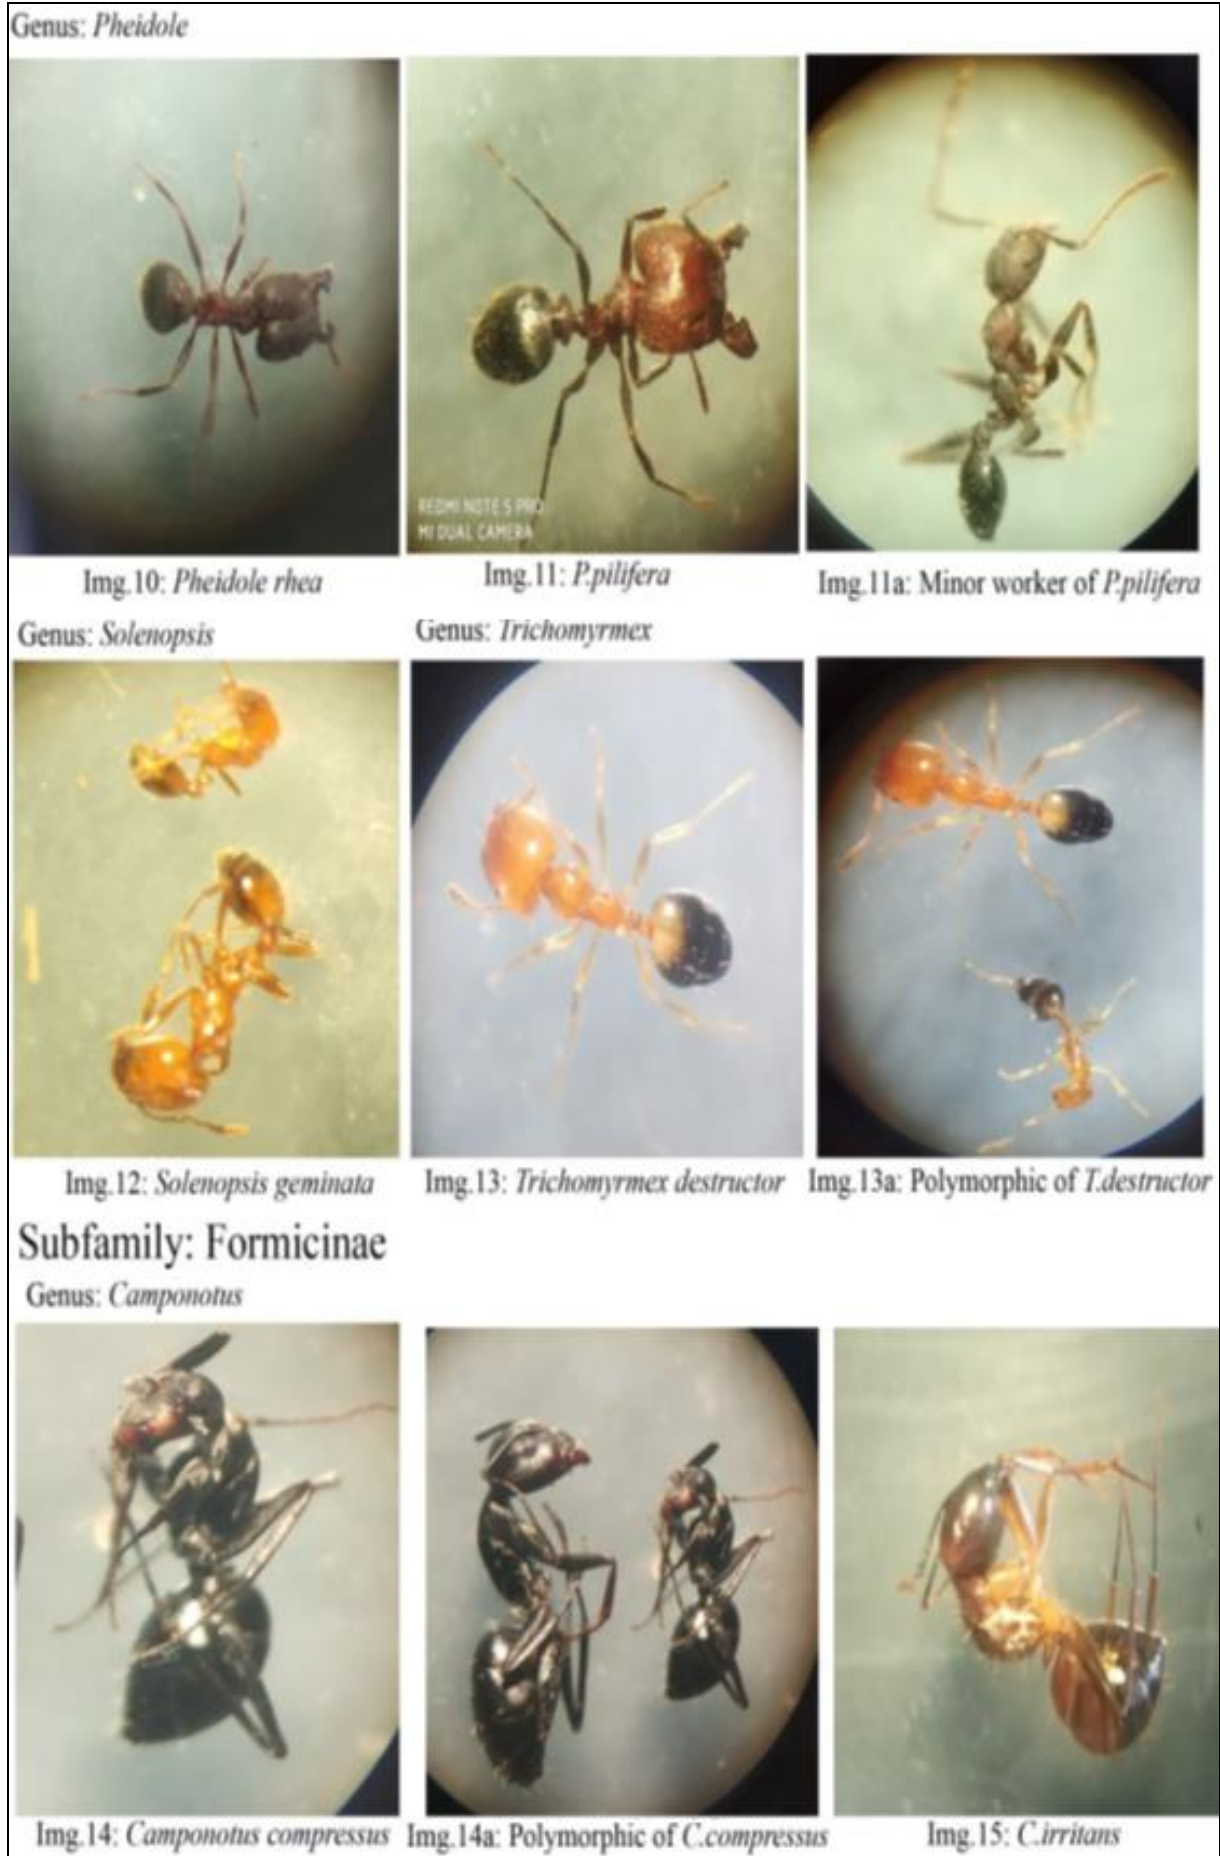 Genus: Pheidole
REDMI NOTE 5 PRO
MI DUAL CAMERA
Img.10: Pheidole rhea
Img.11: P.pilifera
Img.11a: Minor worker of P.pilifera
Genus: Solenopsis
Genus: Trichomyrmex
Img.12: Solenopsis geminata
Img.13: Trichomyrmex destructor
Img.13a: Polymorphic of T.destructor
Subfamily: Formicinae
Genus: Camponotus
Img.14: Camponotus compressus
Img.14a: Polymorphic of C.compressus
Img.15: C.irritans